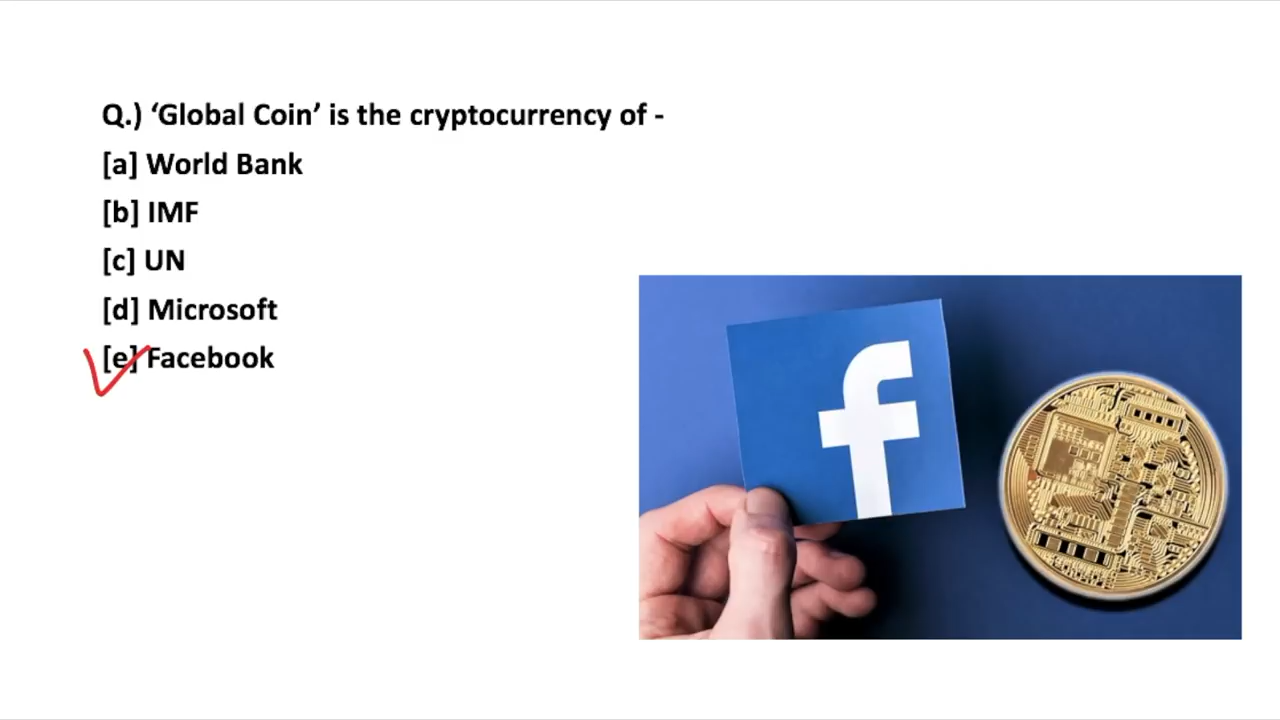 Q.) ‘Global Coin’ is the cryptocurrency of -
[a] World Bank
[b] IMF
[c] UN
[d] Microsoft
[e] Facebook
f